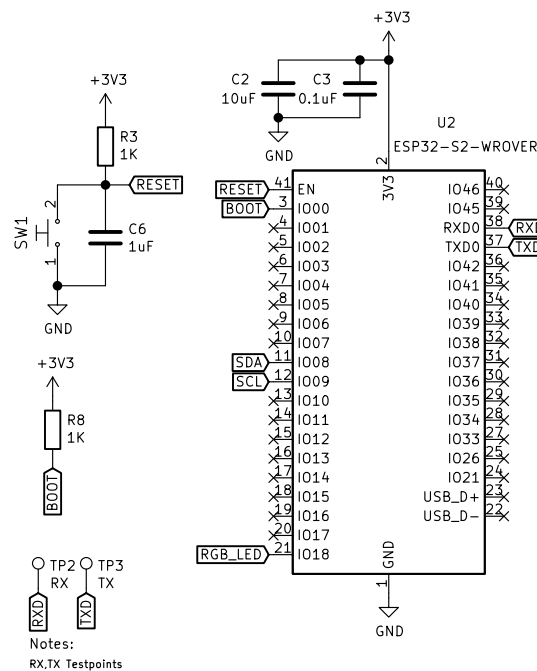 +3V3
R3
1K
RESET
SW1
2
1
C6
1uF
GND
+3V3
R8
1K
BOOT
TP2
RX
RXD
TP3
TX
TXD
Notes:
RX,TX Testpoints
+3V3
C2
10uF
C3
0.1uF
GND
U2
ESP32-S2-WROVER
2
3V3
RESET 41 EN
BOOT 3 IO00
4 IO01
5 IO02
6 IO03
7 IO04
8 IO05
9 IO06
10 IO07
SDA 11 IO08
SCL 12 IO09
13 IO10
14 IO11
15 IO12
16 IO13
17 IO14
18 IO15
19 IO16
20 IO17
RGB_LED 21 IO18
IO46 40
IO45 39
RXD0 38
TXD0 37 TXD
IO42 36
IO41 35
IO40 34
IO39 33
IO38 32
IO37 31
IO36 30
IO35 29
IO34 28
IO33 27
IO26 25
IO21 24
USB_D+ 23
USB_D- 22
GND
1
GND